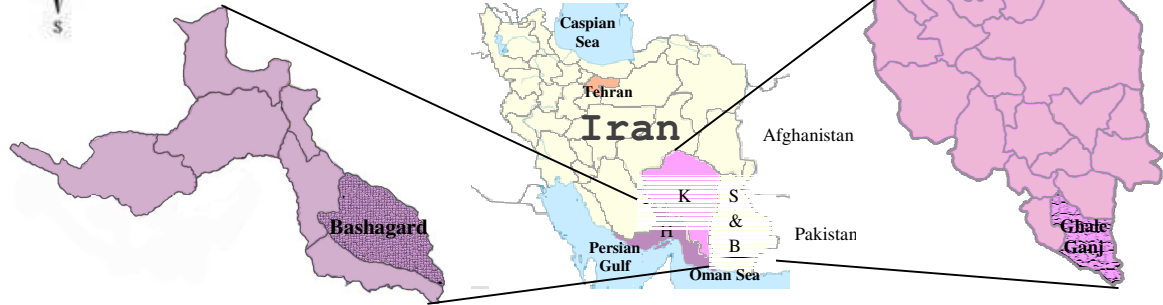 S
Caspian
Sea
Tehran
Iran
Afghanistan
K
S
&
B
H
Pakistan
Persian
Gulf
Oman Sea
Bashagard
Ghale
Ganj